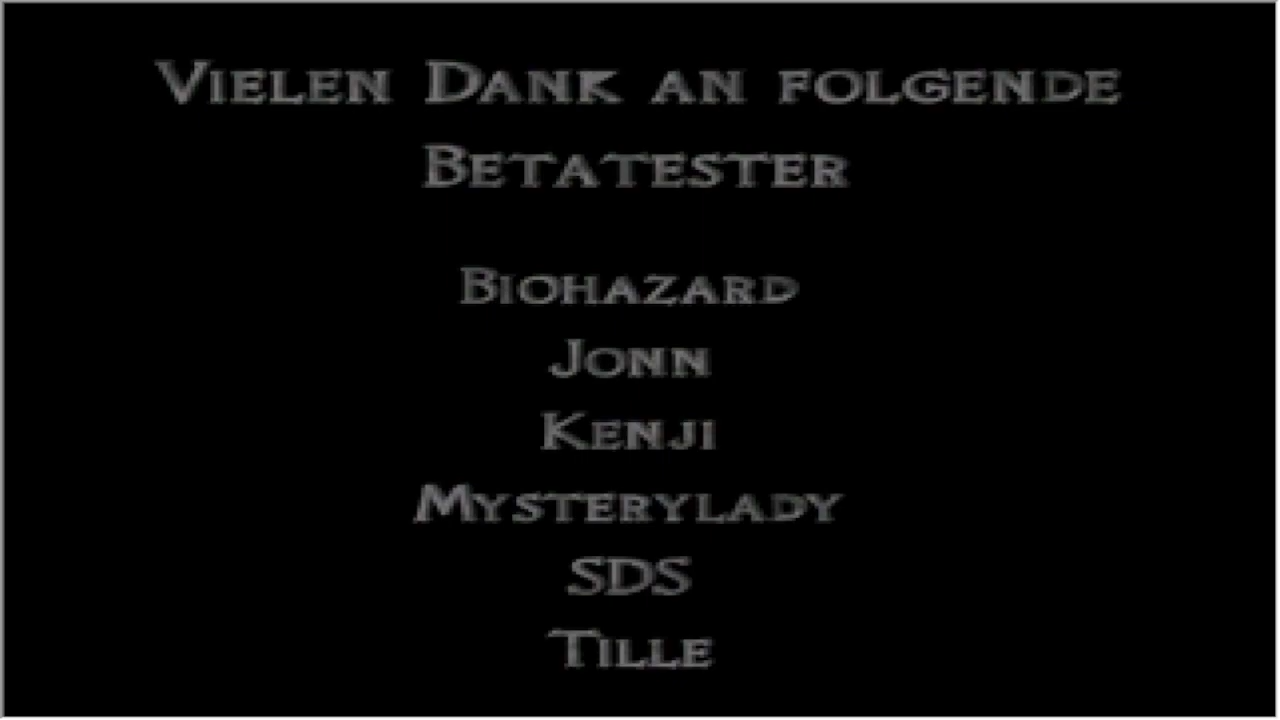 Vielen Dank an folgende
Betatester
Biohazard
Jonn
Kenji
Mysterylady
SDS
Tille